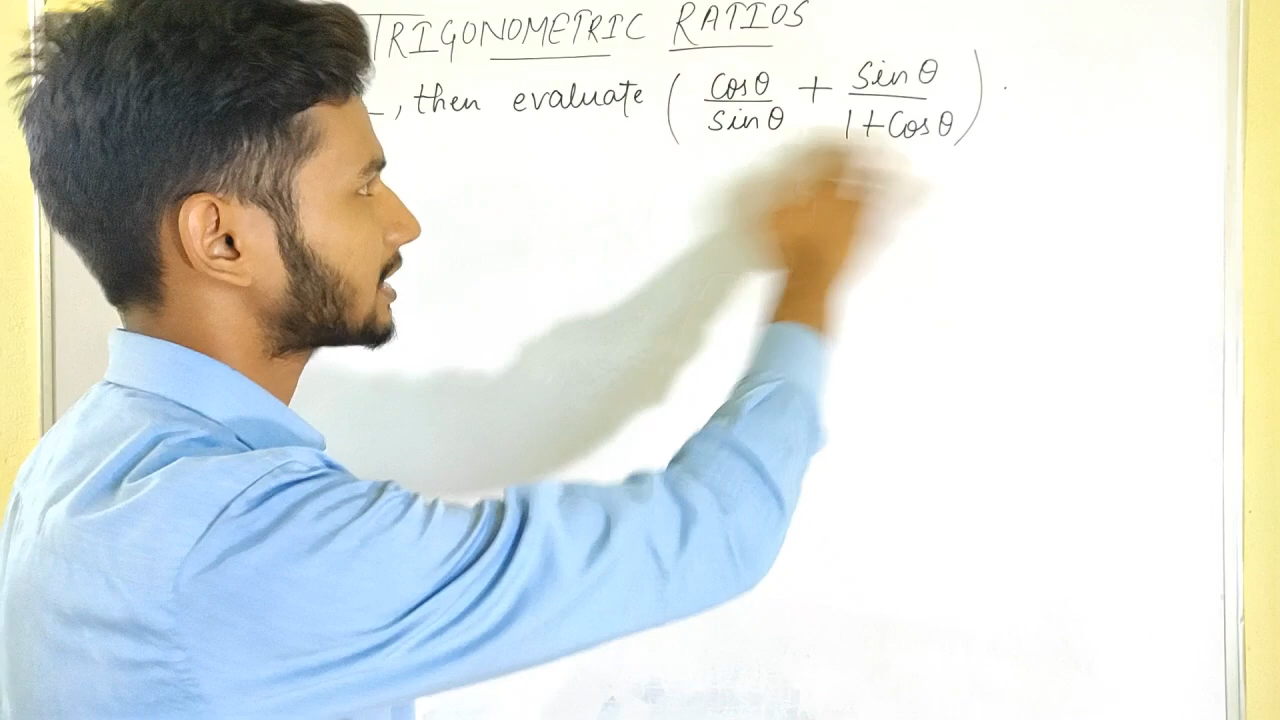 TRIGONOMETRIC RATIOS
, then evaluate ( cosθ/sinθ + sinθ/1+cosθ ) .